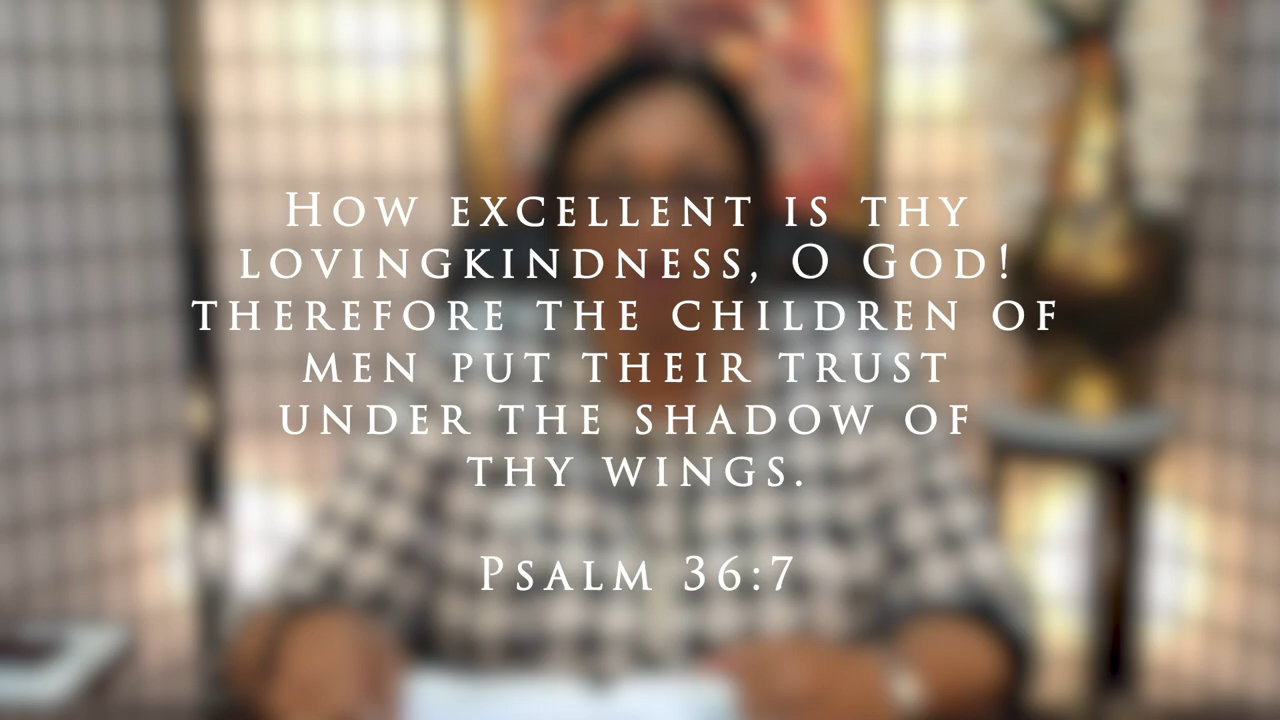 How excellent is thy
lovingkindness, O God!
therefore the children of
men put their trust
under the shadow of
thy wings.
Psalm 36:7